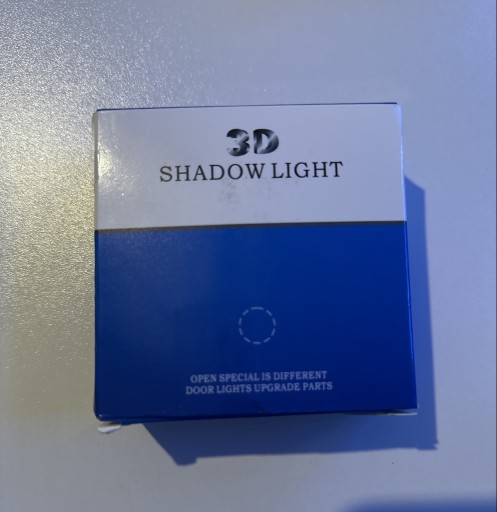 3D
SHADOW LIGHT
OPEN SPECIAL IS DIFFERENT
DOOR LIGHTS UPGRADE PARTS